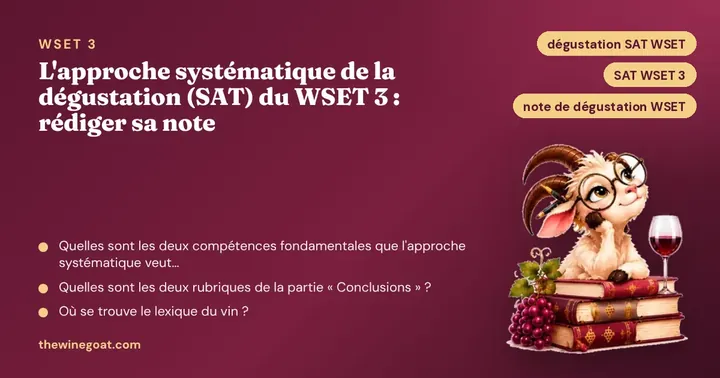 WSET 3
L'approche systématique de la
dégustation (SAT) du WSET 3 :
rédiger sa note
dégustation SAT WSET
SAT WSET 3
note de dégustation WSET
Quelles sont les deux compétences fondamentales que l'approche
systématique veut…
Quelles sont les deux rubriques de la partie « Conclusions » ?
Où se trouve le lexique du vin ?
thewinegoat.com